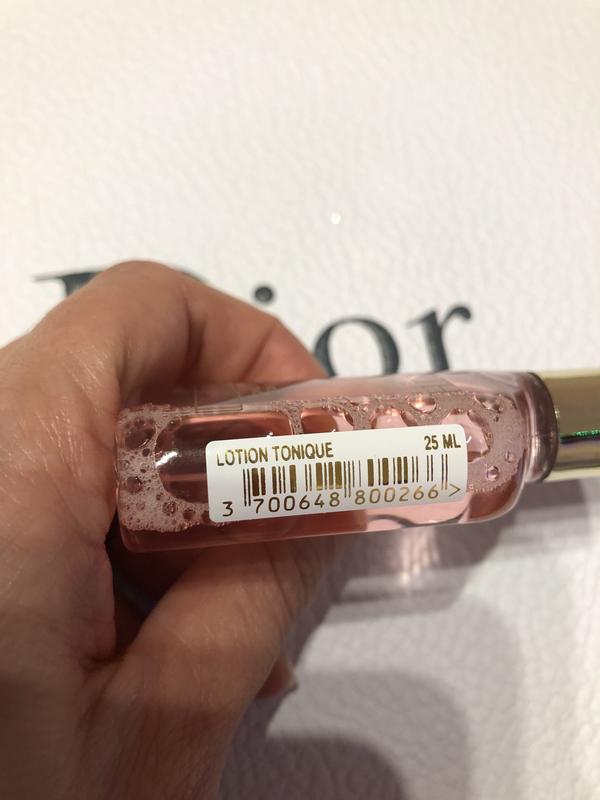 Dior
LOTION TONIQUE 25 ML
3 700648 800266 >